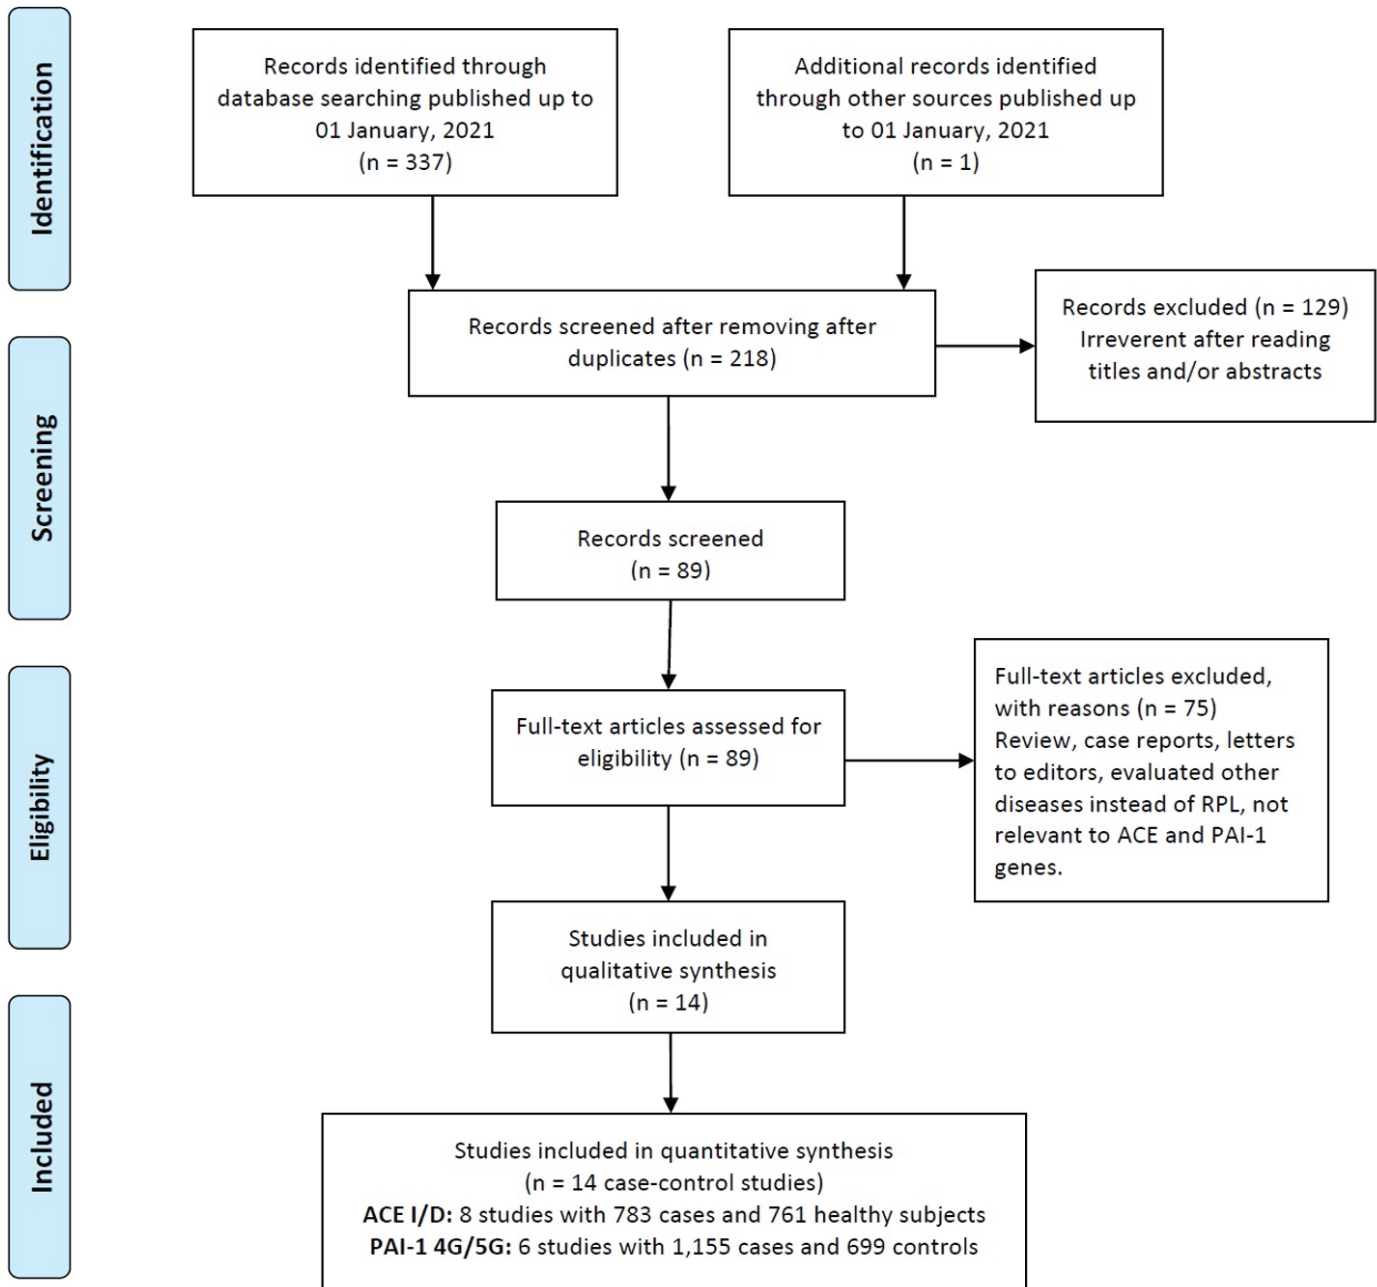 Identification
Records identified through
database searching published up to
01 January, 2021
(n = 337)
Additional records identified
through other sources published up
to 01 January, 2021
(n = 1)
Records screened after removing after
duplicates (n = 218)
Records excluded (n = 129)
Irreverent after reading
titles and/or abstracts
Screening
Records screened
(n = 89)
Eligibility
Full-text articles assessed for
eligibility (n = 89)
Full-text articles excluded,
with reasons (n = 75)
Review, case reports, letters
to editors, evaluated other
diseases instead of RPL, not
relevant to ACE and PAI-1
genes.
Studies included in
qualitative synthesis
(n = 14)
Included
Studies included in quantitative synthesis
(n = 14 case-control studies)
ACE I/D: 8 studies with 783 cases and 761 healthy subjects
PAI-1 4G/5G: 6 studies with 1,155 cases and 699 controls